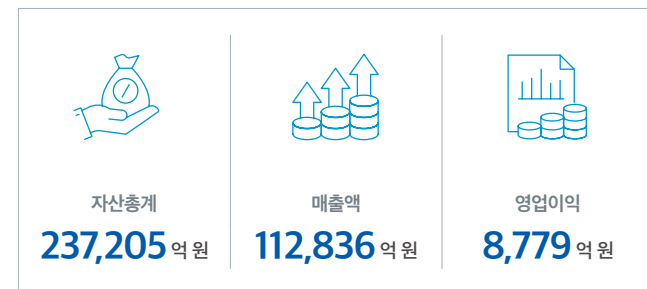 자산총계
237,205 억 원
매출액
112,836 억 원
영업이익
8,779 억 원